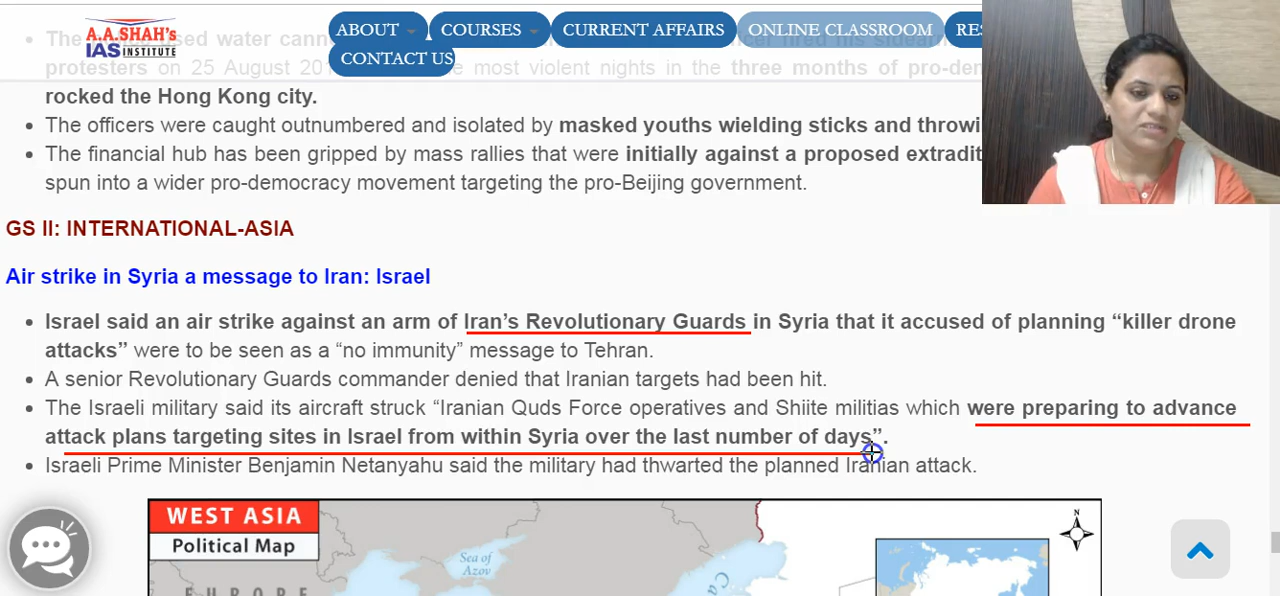 A.A.SHAH's
IAS INSTITUTE
ABOUT
COURSES
CURRENT AFFAIRS
ONLINE CLASSROOM
RES
CONTACT US
The used water cann
protesters on 25 August 201 most violent nights in the three months of pro-der
rocked the Hong Kong city.
• The officers were caught outnumbered and isolated by masked youths wielding sticks and throwi
• The financial hub has been gripped by mass rallies that were initially against a proposed extradit
spun into a wider pro-democracy movement targeting the pro-Beijing government.
GS II: INTERNATIONAL-ASIA
Air strike in Syria a message to Iran: Israel
• Israel said an air strike against an arm of Iran’s Revolutionary Guards in Syria that it accused of planning “killer drone
attacks” were to be seen as a “no immunity” message to Tehran.
• A senior Revolutionary Guards commander denied that Iranian targets had been hit.
• The Israeli military said its aircraft struck “Iranian Quds Force operatives and Shiite militias which were preparing to advance
attack plans targeting sites in Israel from within Syria over the last number of days”.
• Israeli Prime Minister Benjamin Netanyahu said the military had thwarted the planned Iranian attack.
WEST ASIA
Political Map
Sea of
Azov
EUROPE
Ca
N